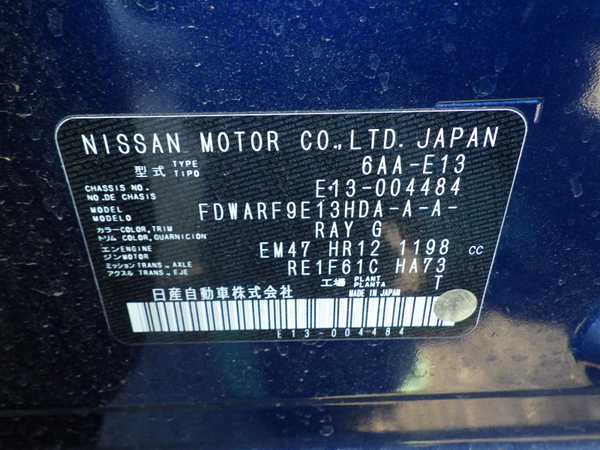 NISSAN MOTOR CO.,LTD. JAPAN
型式 TYPE TIPO 6AA-E13
CHASSIS NO. NO. DE CHASIS E13-004484
MODEL MODELO FDWARF9E13HDA-A-A-
カラー COLOR, TRIM トリム COLOR, GUARNICION RAY G
エンジン ENGINE MOTOR EM47 HR12 1198 CC
ミッション TRANS., AXLE アクスル TRANS., EJE RE1F61C HA73
工場 PLANT PLANTA T
日産自動車株式会社 MADE IN JAPAN
E13-004484